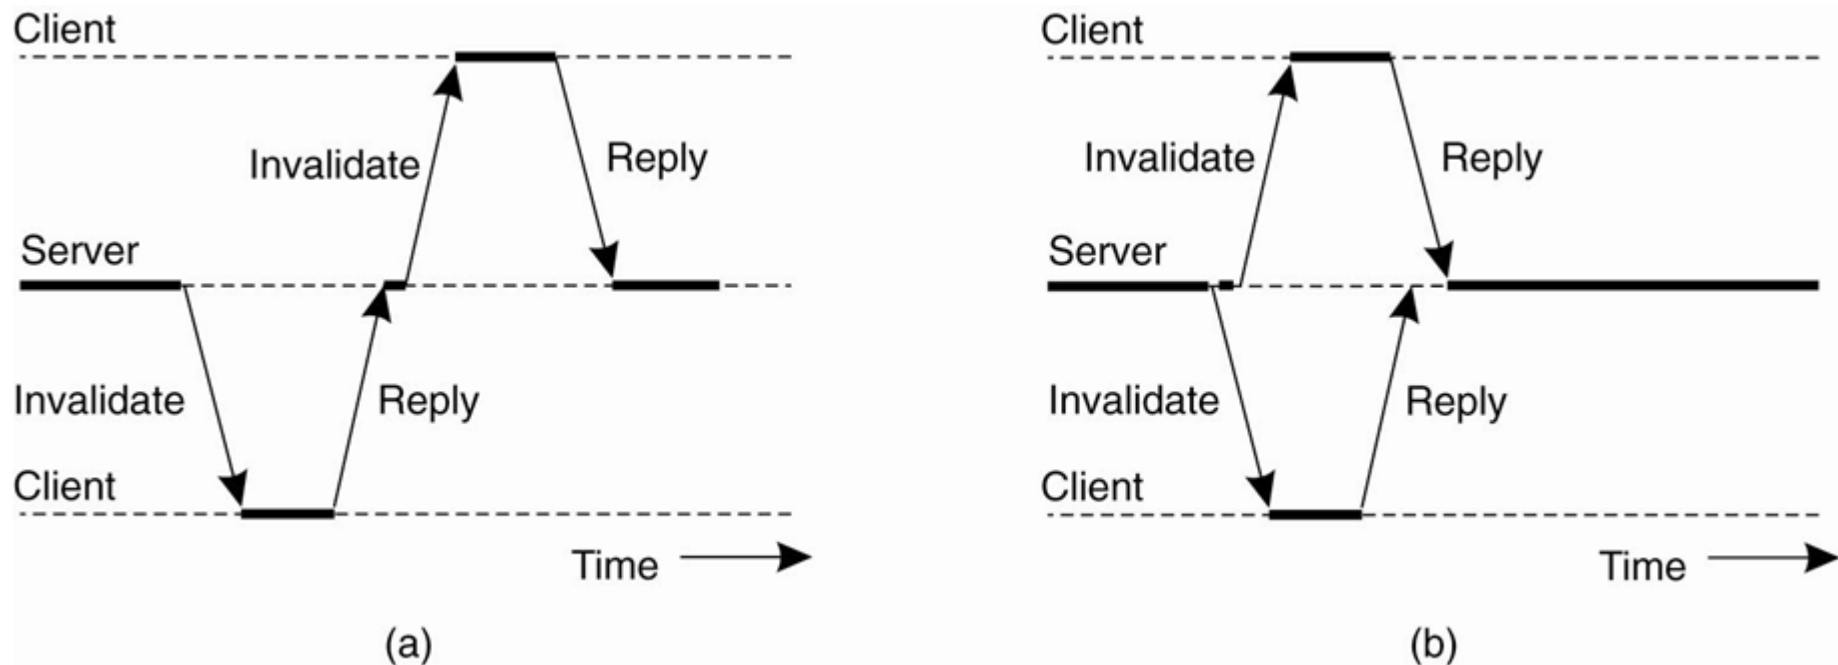 Client
Invalidate
Reply
Server
Invalidate
Reply
Client
Time
(a)
Client
Invalidate
Reply
Server
Invalidate
Reply
Client
Time
(b)